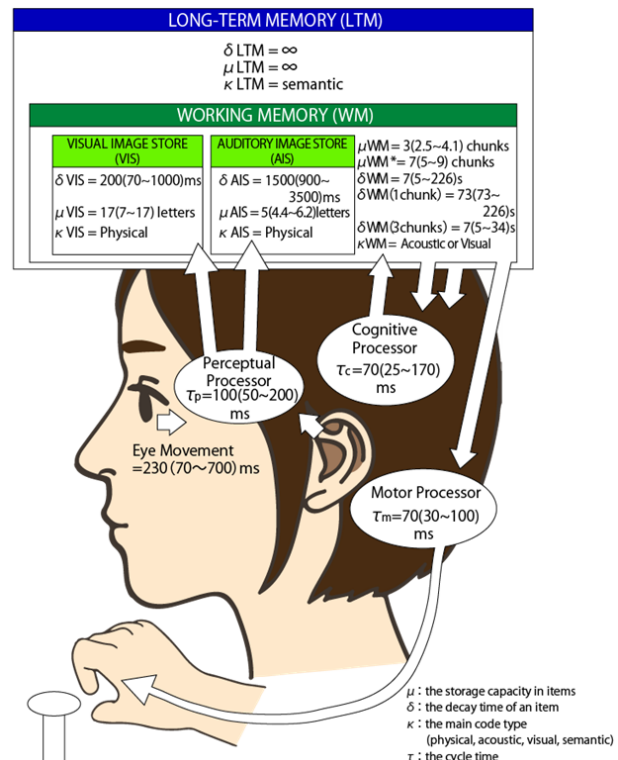 LONG-TERM MEMORY (LTM)
δ LTM = ∞
μ LTM = ∞
κ LTM = semantic
WORKING MEMORY (WM)
VISUAL IMAGE STORE
(VIS)
δ VIS = 200(70~1000)ms
μ VIS = 17(7~17) letters
κ VIS = Physical
AUDITORY IMAGE STORE
(AIS)
δ AIS = 1500(900~
3500)ms
μ AIS = 5(4.4~6.2)letters
κ AIS = Physical
μWM = 3(2.5~4.1) chunks
μWM* = 7(5~9) chunks
δWM = 7(5~226)s
δWM(1chunk) = 73(73~
226)s
δWM(3chunks) = 7(5~34)s
κWM= Acoustic or Visual
Cognitive
Processor
τc=70(25~170)
ms
Perceptual
Processor
τp=100(50~200)
ms
Eye Movement
=230 (70～700) ms
Motor Processor
τm=70(30~100)
ms
μ : the storage capacity in items
δ : the decay time of an item
κ : the main code type
(physical, acoustic, visual, semantic)
τ : the cycle time